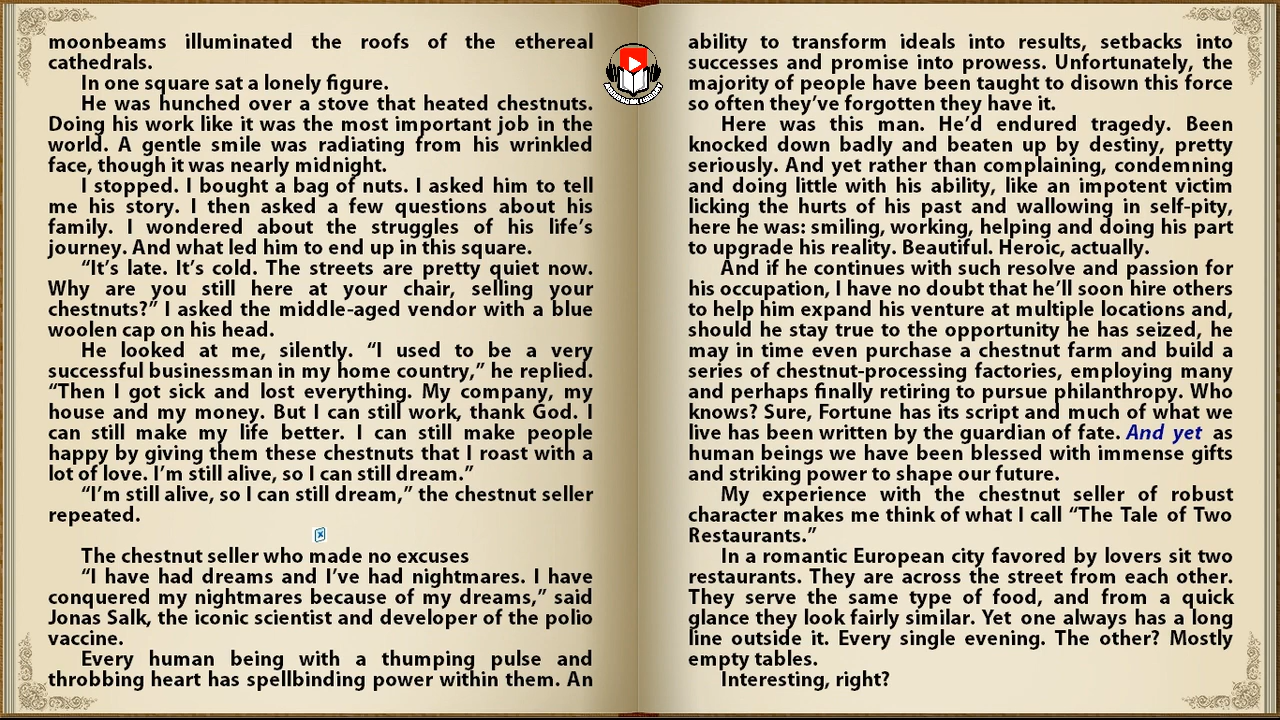 moonbeams illuminated the roofs of the ethereal
cathedrals.
In one square sat a lonely figure.
He was hunched over a stove that heated chestnuts.
Doing his work like it was the most important job in the
world. A gentle smile was radiating from his wrinkled
face, though it was nearly midnight.
I stopped. I bought a bag of nuts. I asked him to tell
me his story. I then asked a few questions about his
family. I wondered about the struggles of his life’s
journey. And what led him to end up in this square.
“It’s late. It’s cold. The streets are pretty quiet now.
Why are you still here at your chair, selling your
chestnuts?” I asked the middle-aged vendor with a blue
woolen cap on his head.
He looked at me, silently. “I used to be a very
successful businessman in my home country,” he replied.
“Then I got sick and lost everything. My company, my
house and my money. But I can still work, thank God. I
can still make my life better. I can still make people
happy by giving them these chestnuts that I roast with a
lot of love. I’m still alive, so I can still dream.”
“I’m still alive, so I can still dream,” the chestnut seller
repeated.
The chestnut seller who made no excuses
“I have had dreams and I’ve had nightmares. I have
conquered my nightmares because of my dreams,” said
Jonas Salk, the iconic scientist and developer of the polio
vaccine.
Every human being with a thumping pulse and
throbbing heart has spellbinding power within them. An
ability to transform ideals into results, setbacks into
successes and promise into prowess. Unfortunately, the
majority of people have been taught to disown this force
so often they’ve forgotten they have it.
Here was this man. He’d endured tragedy. Been
knocked down badly and beaten up by destiny, pretty
seriously. And yet rather than complaining, condemning
and doing little with his ability, like an impotent victim
licking the hurts of his past and wallowing in self-pity,
here he was: smiling, working, helping and doing his part
to upgrade his reality. Beautiful. Heroic, actually.
And if he continues with such resolve and passion for
his occupation, I have no doubt that he’ll soon hire others
to help him expand his venture at multiple locations and,
should he stay true to the opportunity he has seized, he
may in time even purchase a chestnut farm and build a
series of chestnut-processing factories, employing many
and perhaps finally retiring to pursue philanthropy. Who
knows? Sure, Fortune has its script and much of what we
live has been written by the guardian of fate. And yet as
human beings we have been blessed with immense gifts
and striking power to shape our future.
My experience with the chestnut seller of robust
character makes me think of what I call “The Tale of Two
Restaurants.”
In a romantic European city favored by lovers sit two
restaurants. They are across the street from each other.
They serve the same type of food, and from a quick
glance they look fairly similar. Yet one always has a long
line outside it. Every single evening. The other? Mostly
empty tables.
Interesting, right?